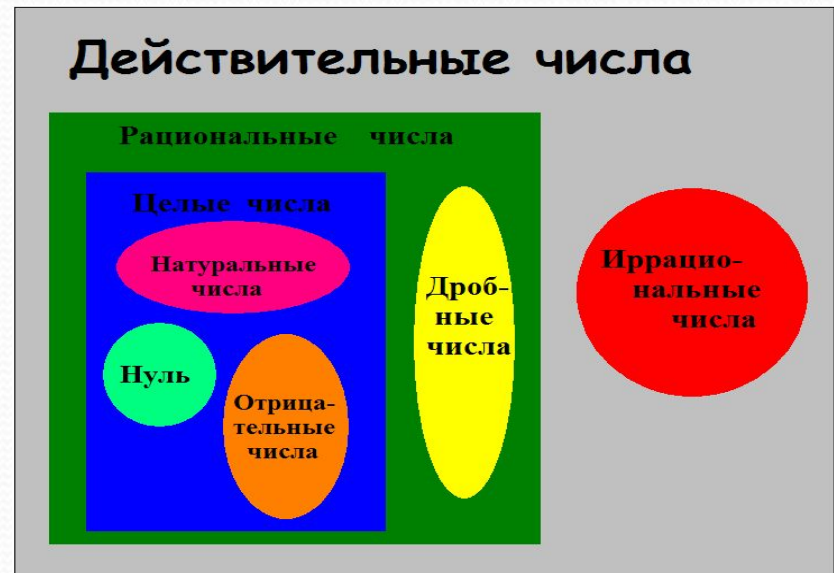 Действительные числа
Рациональные числа
Целые числа
Натуральные
числа
Нуль
Отрица-
тельные
числа
Дроб-
ные
числа
Иррацио-
нальные
числа